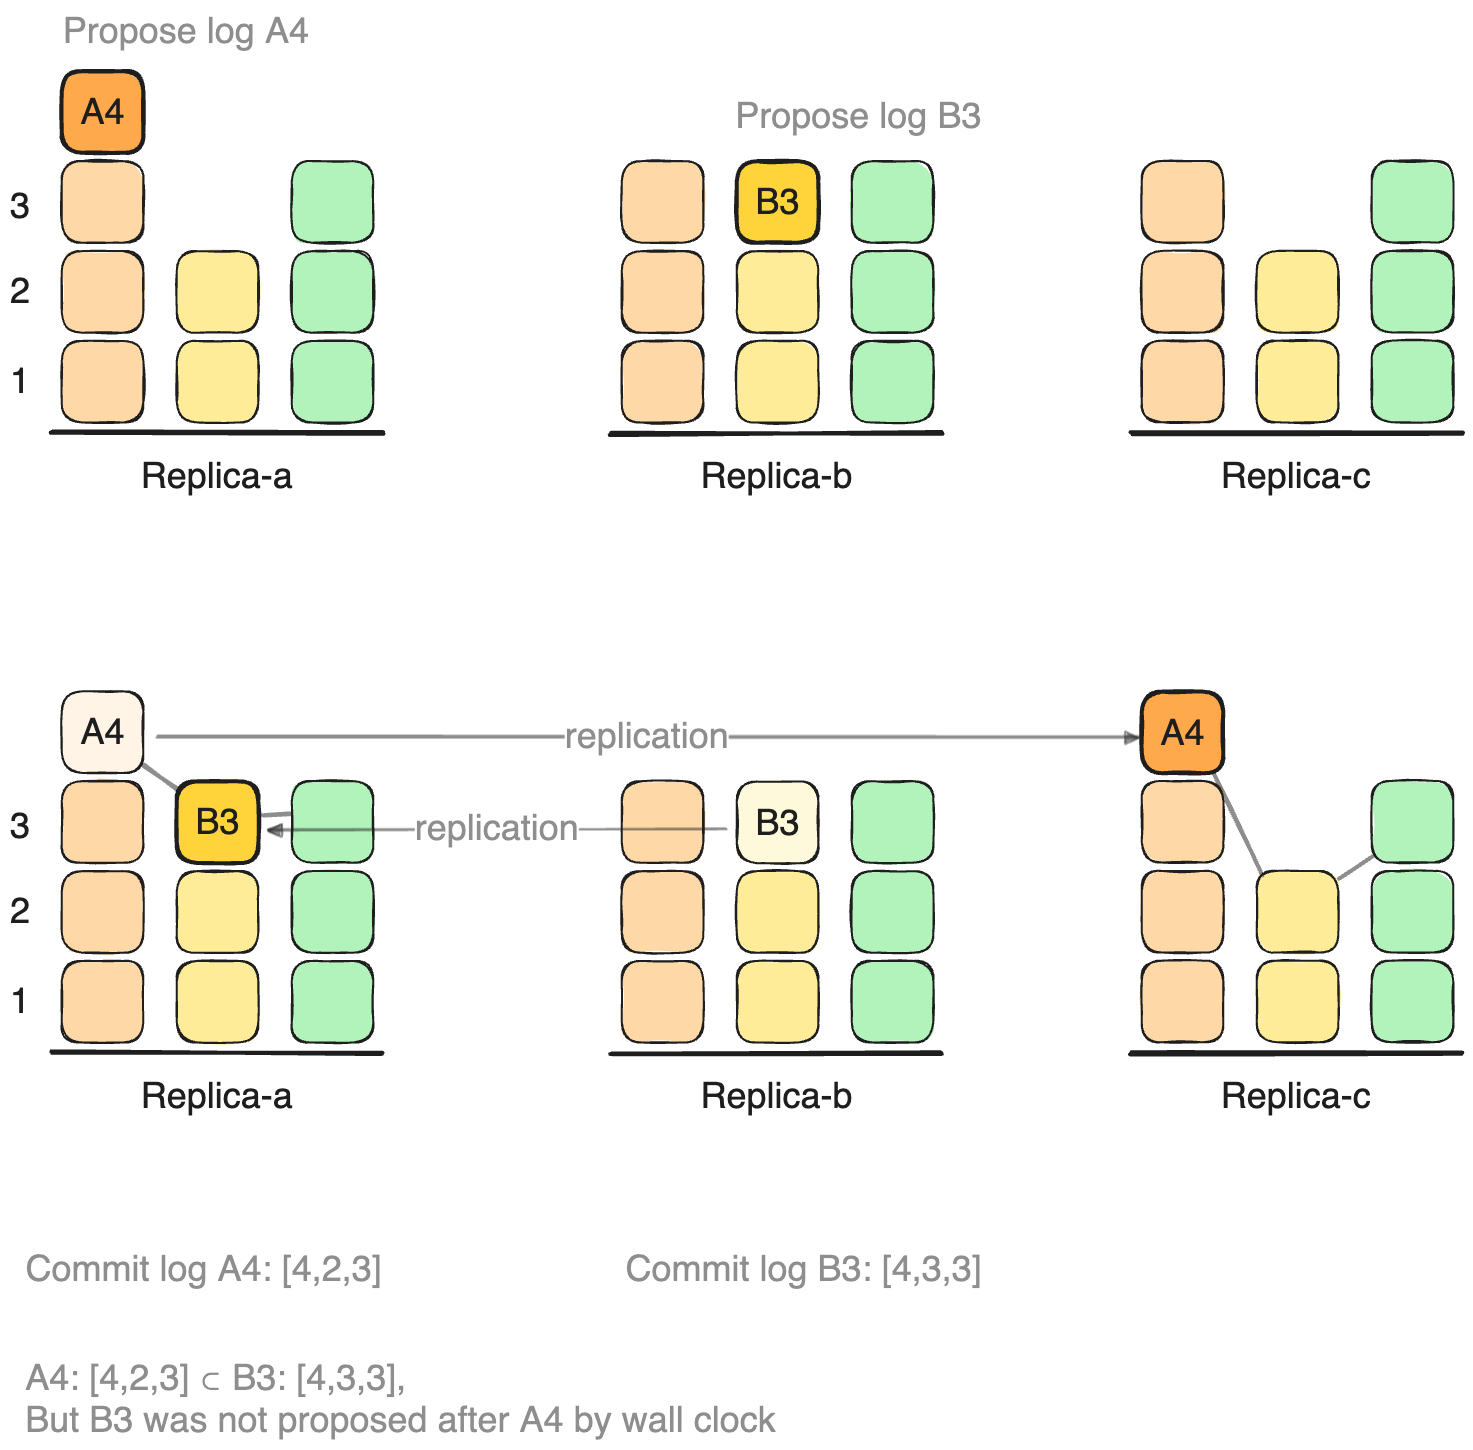 Propose log A4
A4
Propose log B3
3
B3
2
1
Replica-a
Replica-b
Replica-c
A4
replication
A4
3
B3
replication
B3
2
1
Replica-a
Replica-b
Replica-c
Commit log A4: [4,2,3]
Commit log B3: [4,3,3]
A4: [4,2,3] ⊂ B3: [4,3,3],
But B3 was not proposed after A4 by wall clock